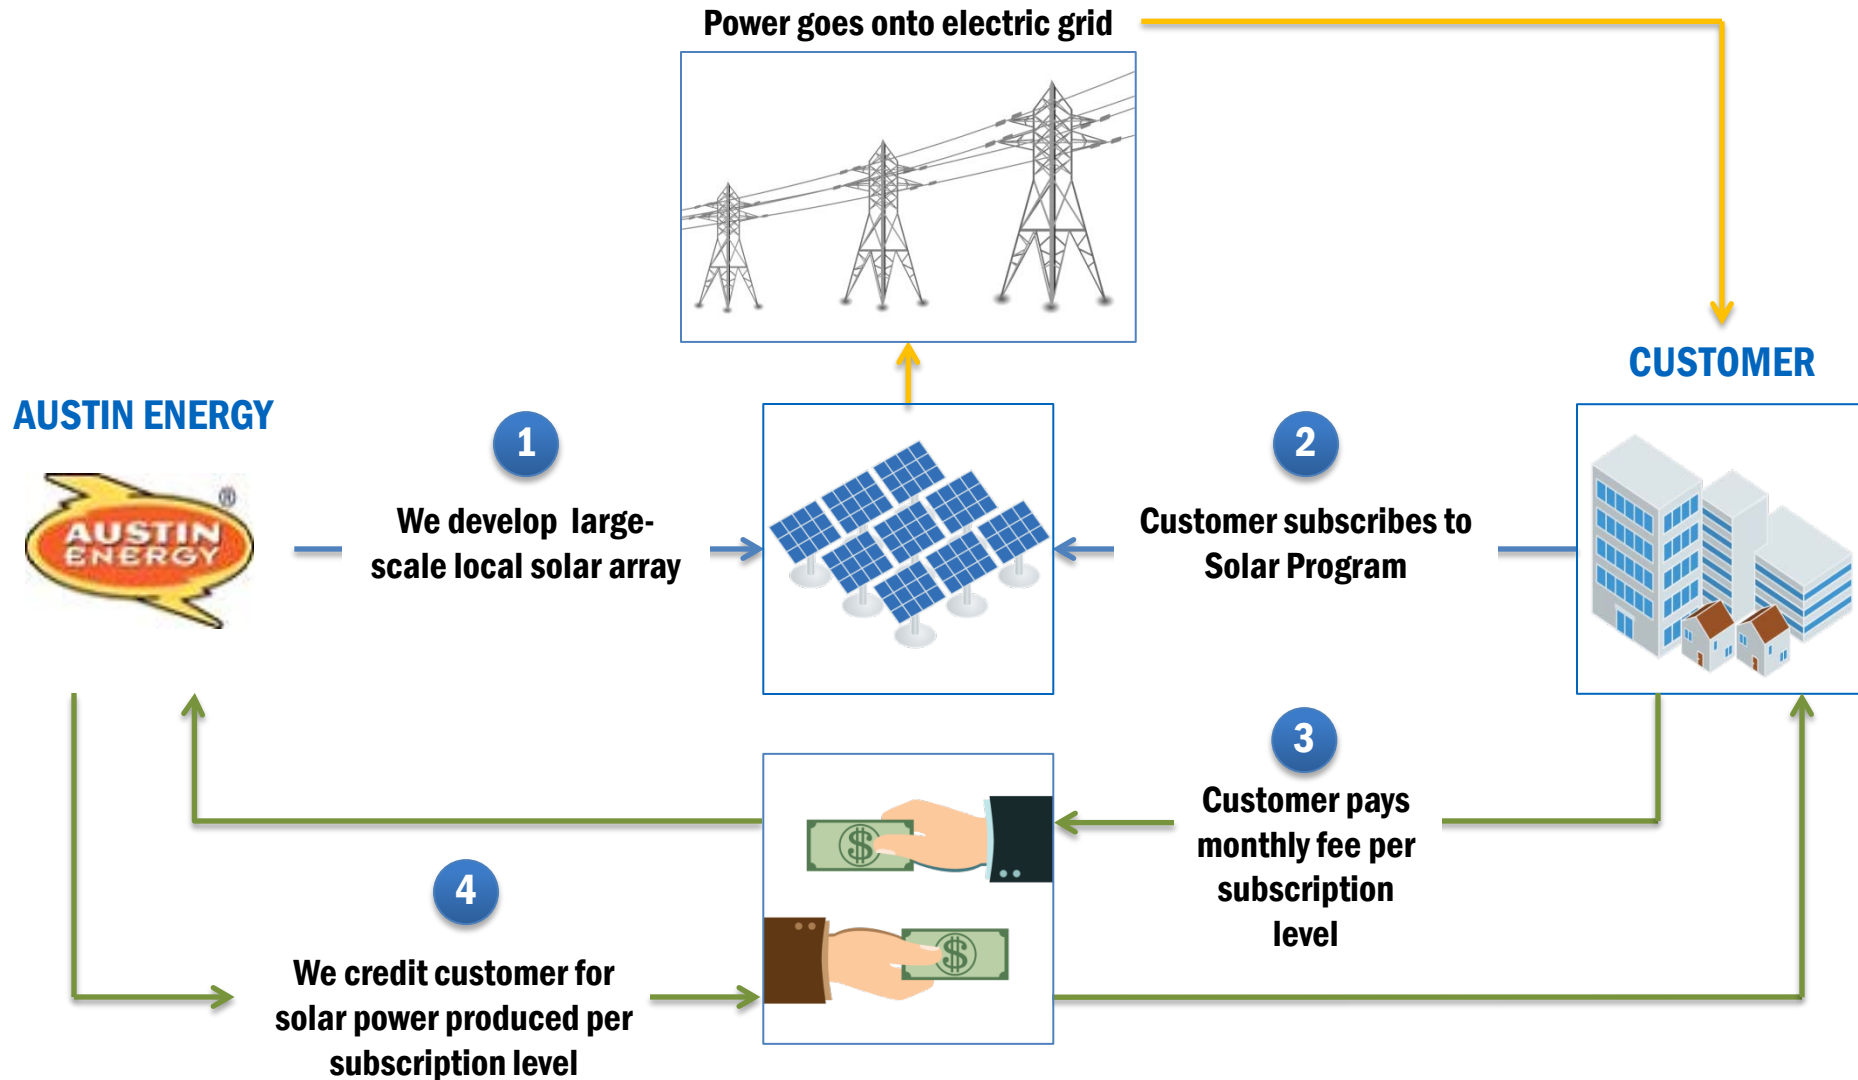 Power goes onto electric grid
CUSTOMER
AUSTIN ENERGY
1
2
®
AUSTIN
ENERGY
We develop large-
scale local solar array
Customer subscribes to
Solar Program
3
Customer pays
monthly fee per
subscription
level
$
4
$
We credit customer for
solar power produced per
subscription level